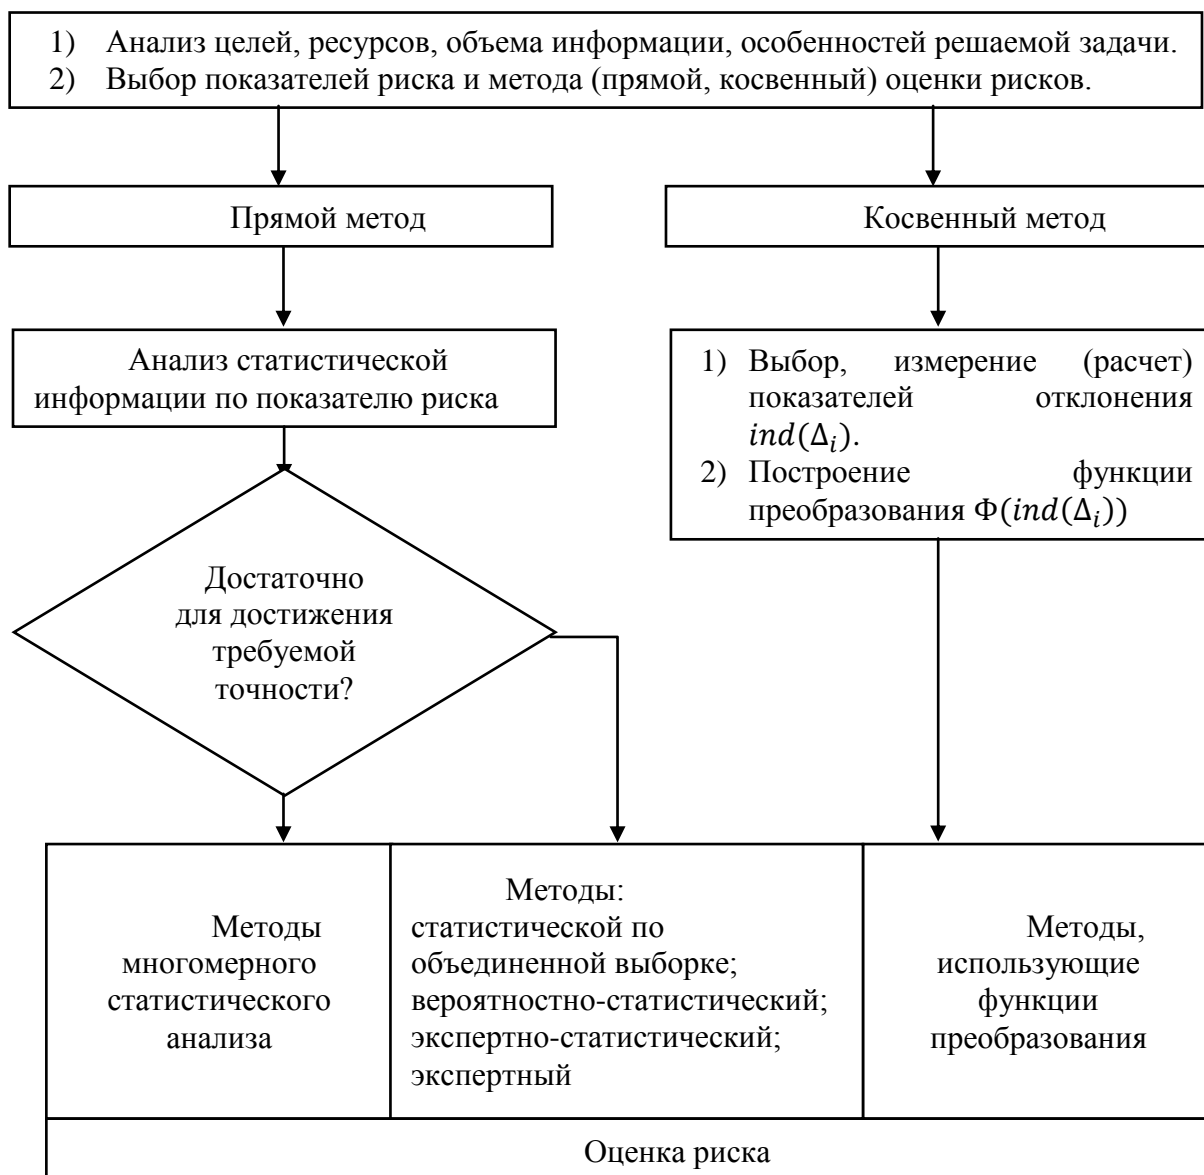 1) Анализ целей, ресурсов, объема информации, особенностей решаемой задачи.
2) Выбор показателей риска и метода (прямой, косвенный) оценки рисков.
Прямой метод
Косвенный метод
Анализ статистической
информации по показателю риска
1) Выбор, измерение (расчет)
показателей отклонения
ind(Δᵢ).
2) Построение функции
преобразования Φ(ind(Δᵢ))
Достаточно
для достижения
требуемой
точности?
Методы
многомерного
статистического
анализа
Методы:
статистической по
объединенной выборке;
вероятностно-статистический;
экспертно-статистический;
экспертный
Методы,
использующие
функции
преобразования
Оценка риска